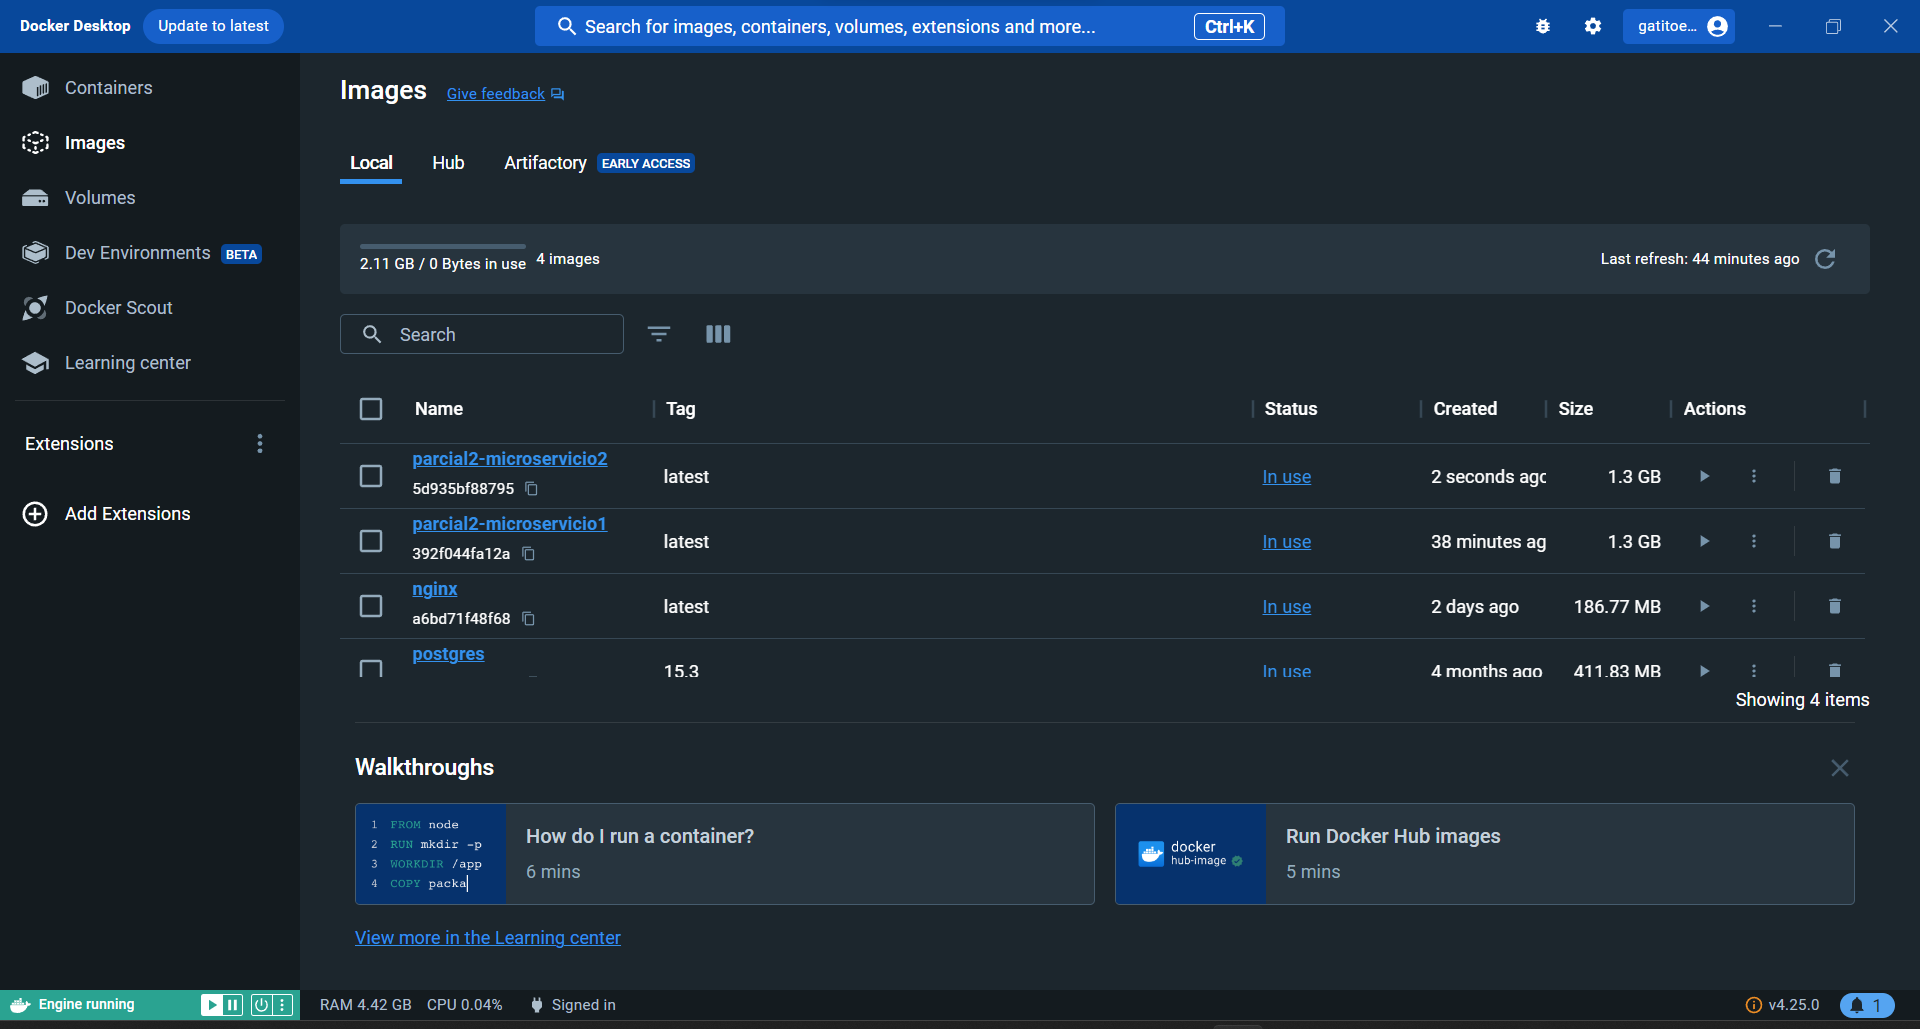 Docker Desktop Update to latest Search for images, containers, volumes, extensions and more... Ctrl+K gatitoe...
Containers
Images
Volumes
Dev Environments BETA
Docker Scout
Learning center
Extensions
Add Extensions
Images Give feedback
Local Hub Artifactory EARLY ACCESS
2.11 GB / 0 Bytes in use 4 images Last refresh: 44 minutes ago
Search
Name Tag Status Created Size Actions
parcial2-microservicio2
5d935bf88795 latest In use 2 seconds ago 1.3 GB
parcial2-microservicio1
392f044fa12a latest In use 38 minutes ag 1.3 GB
nginx
a6bd71f48f68 latest In use 2 days ago 186.77 MB
postgres
15.3 In use 4 months ago 411.83 MB
Showing 4 items
Walkthroughs
1 FROM node
2 RUN mkdir -p
3 WORKDIR /app
4 COPY packa
How do I run a container?
6 mins
docker
hub-image
Run Docker Hub images
5 mins
View more in the Learning center
Engine running RAM 4.42 GB CPU 0.04% Signed in v4.25.0 1